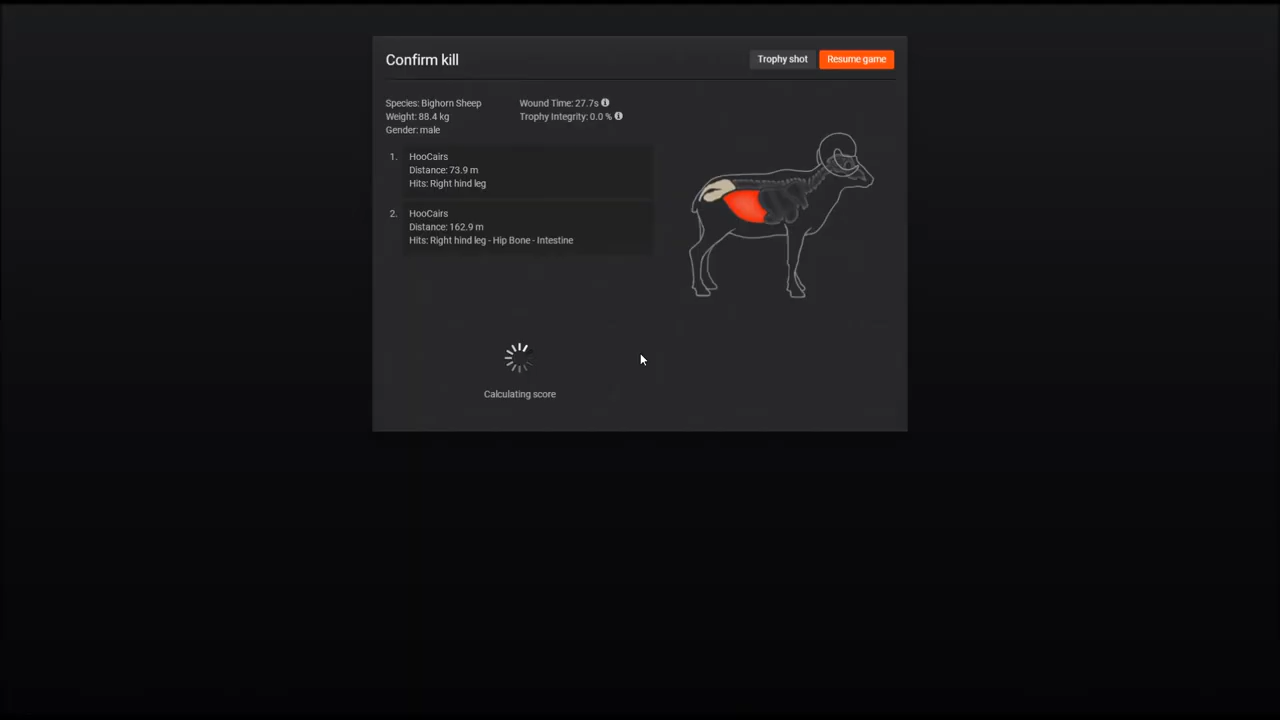 Confirm kill
Trophy shot
Resume game
Species: Bighorn Sheep
Weight: 88.4 kg
Gender: male
Wound Time: 27.7s
Trophy Integrity: 0.0 %
1. HooCairs
Distance: 73.9 m
Hits: Right hind leg
2. HooCairs
Distance: 162.9 m
Hits: Right hind leg - Hip Bone - Intestine
Calculating score